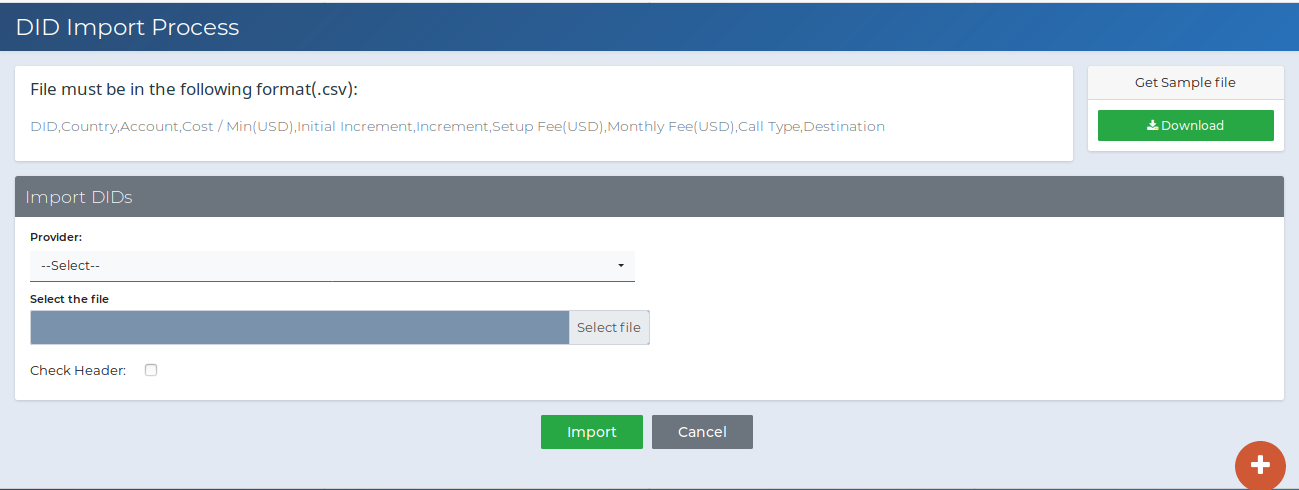 DID Import Process
File must be in the following format(.csv):
DID,Country,Account,Cost / Min(USD),Initial Increment,Increment,Setup Fee(USD),Monthly Fee(USD),Call Type,Destination
Get Sample file
Download
Import DIDs
Provider:
--Select--
Select the file
Select file
Check Header:
Import
Cancel